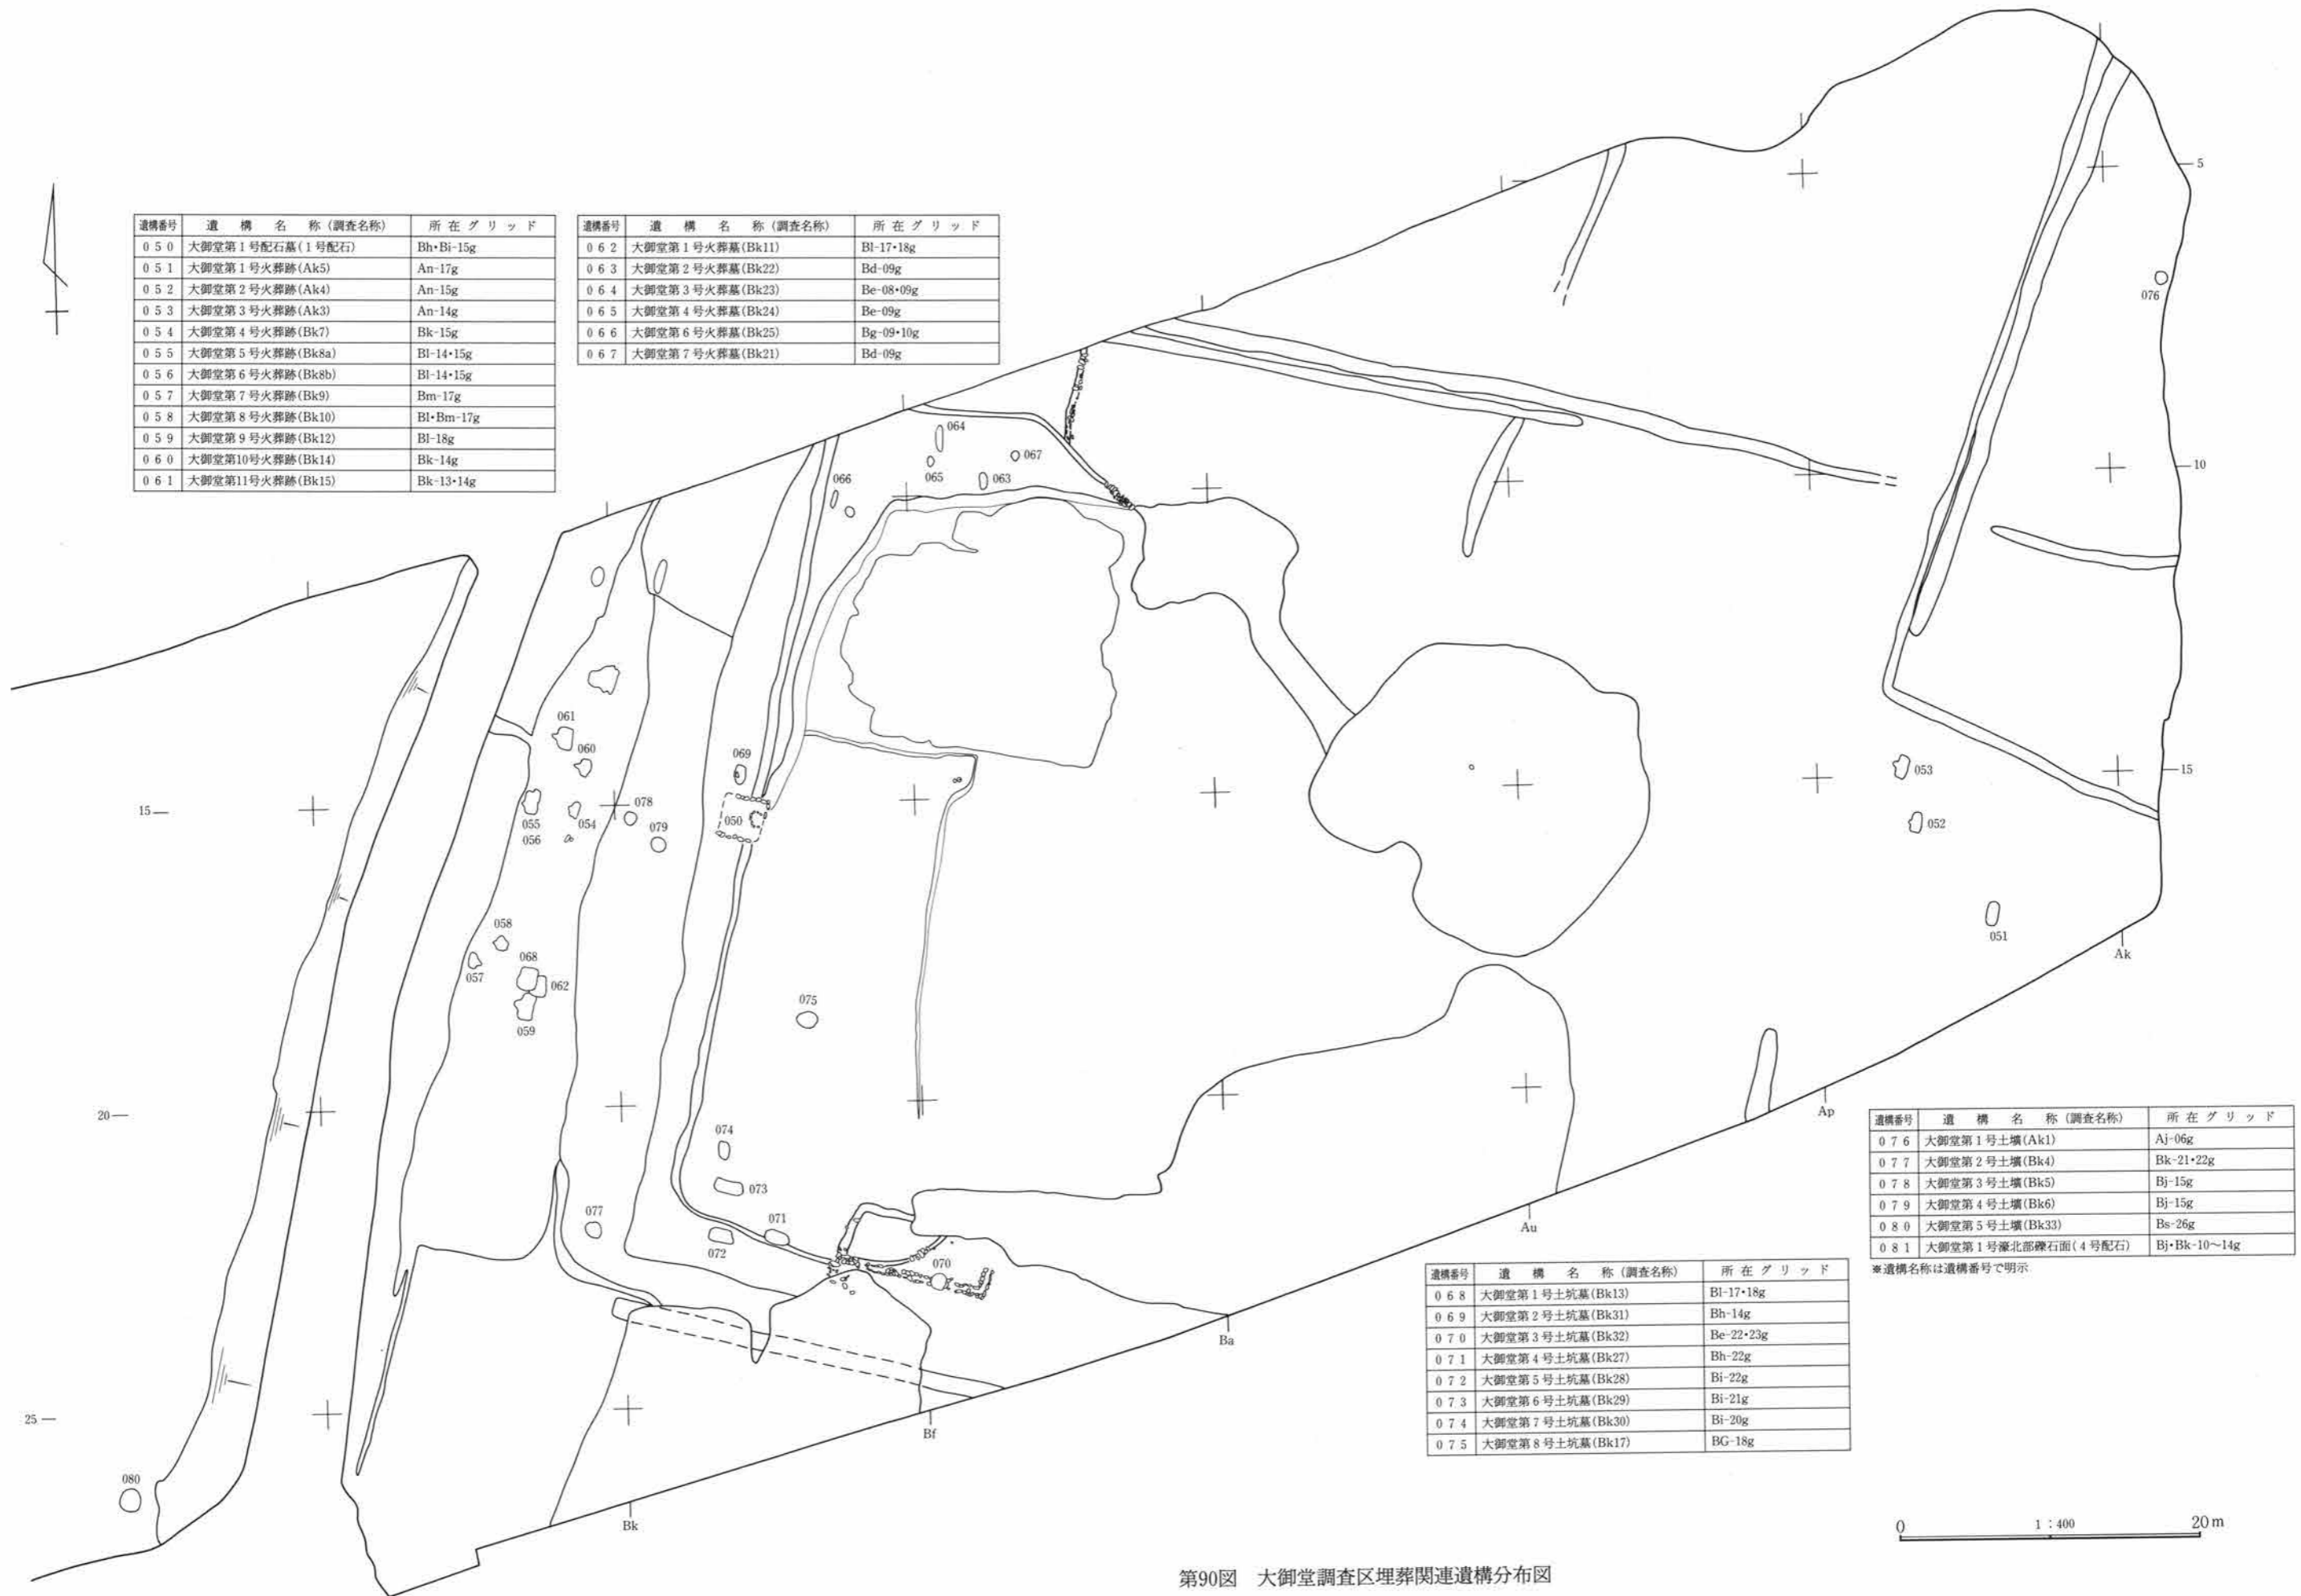 遺構番号 遺構名称(調査名称) 所在グリッド
050 大御堂第1号配石墓(1号配石) Bh•Bi-15g
051 大御堂第1号火葬跡(Ak5) An-17g
052 大御堂第2号火葬跡(Ak4) An-15g
053 大御堂第3号火葬跡(Ak3) An-14g
054 大御堂第4号火葬跡(Bk7) Bk-15g
055 大御堂第5号火葬跡(Bk8a) Bl-14•15g
056 大御堂第6号火葬跡(Bk8b) Bl-14•15g
057 大御堂第7号火葬跡(Bk9) Bm-17g
058 大御堂第8号火葬跡(Bk10) Bl•Bm-17g
059 大御堂第9号火葬跡(Bk12) Bl-18g
060 大御堂第10号火葬跡(Bk14) Bk-14g
061 大御堂第11号火葬跡(Bk15) Bk-13•14g
遺構番号 遺構名称(調査名称) 所在グリッド
062 大御堂第1号火葬墓(Bk11) Bl-17•18g
063 大御堂第2号火葬墓(Bk22) Bd-09g
064 大御堂第3号火葬墓(Bk23) Be-08•09g
065 大御堂第4号火葬墓(Bk24) Be-09g
066 大御堂第6号火葬墓(Bk25) Bg-09•10g
067 大御堂第7号火葬墓(Bk21) Bd-09g
5
076
064
067
065
063
066
10
061
060
069
053
15
15
055
054
078
079
050
056
052
058
057
068
062
059
051
Ak
075
20
Ap
074
073
077
072
071
070
Au
Ba
Bf
25
080
Bk
遺構番号 遺構名称(調査名称) 所在グリッド
076 大御堂第1号土壙(Ak1) Aj-06g
077 大御堂第2号土壙(Bk4) Bk-21•22g
078 大御堂第3号土壙(Bk5) Bj-15g
079 大御堂第4号土壙(Bk6) Bj-15g
080 大御堂第5号土壙(Bk33) Bs-26g
081 大御堂第1号濠北部礫石面(4号配石) Bj•Bk-10～14g
※遺構名称は遺構番号で明示
遺構番号 遺構名称(調査名称) 所在グリッド
068 大御堂第1号土坑墓(Bk13) Bl-17•18g
069 大御堂第2号土坑墓(Bk31) Bh-14g
070 大御堂第3号土坑墓(Bk32) Be-22•23g
071 大御堂第4号土坑墓(Bk27) Bh-22g
072 大御堂第5号土坑墓(Bk28) Bi-22g
073 大御堂第6号土坑墓(Bk29) Bi-21g
074 大御堂第7号土坑墓(Bk30) Bi-20g
075 大御堂第8号土坑墓(Bk17) BG-18g
0 1：400 20m
第90図 大御堂調査区埋葬関連遺構分布図